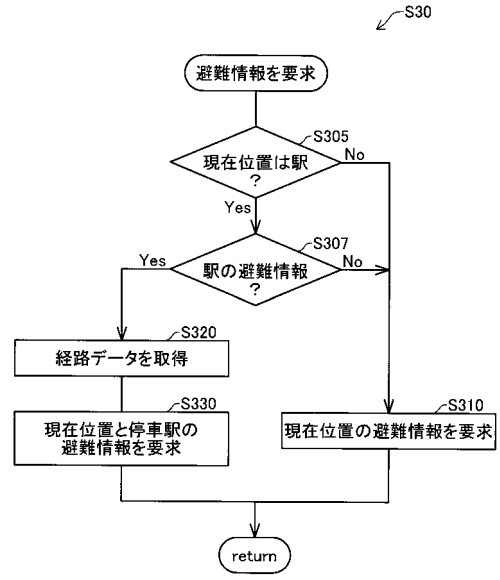 S30
避難情報を要求
S305
現在位置は駅
?
No
Yes
S307
駅の避難情報
?
Yes
No
S320
経路データを取得
S330
現在位置と停車駅の
避難情報を要求
S310
現在位置の避難情報を要求
return